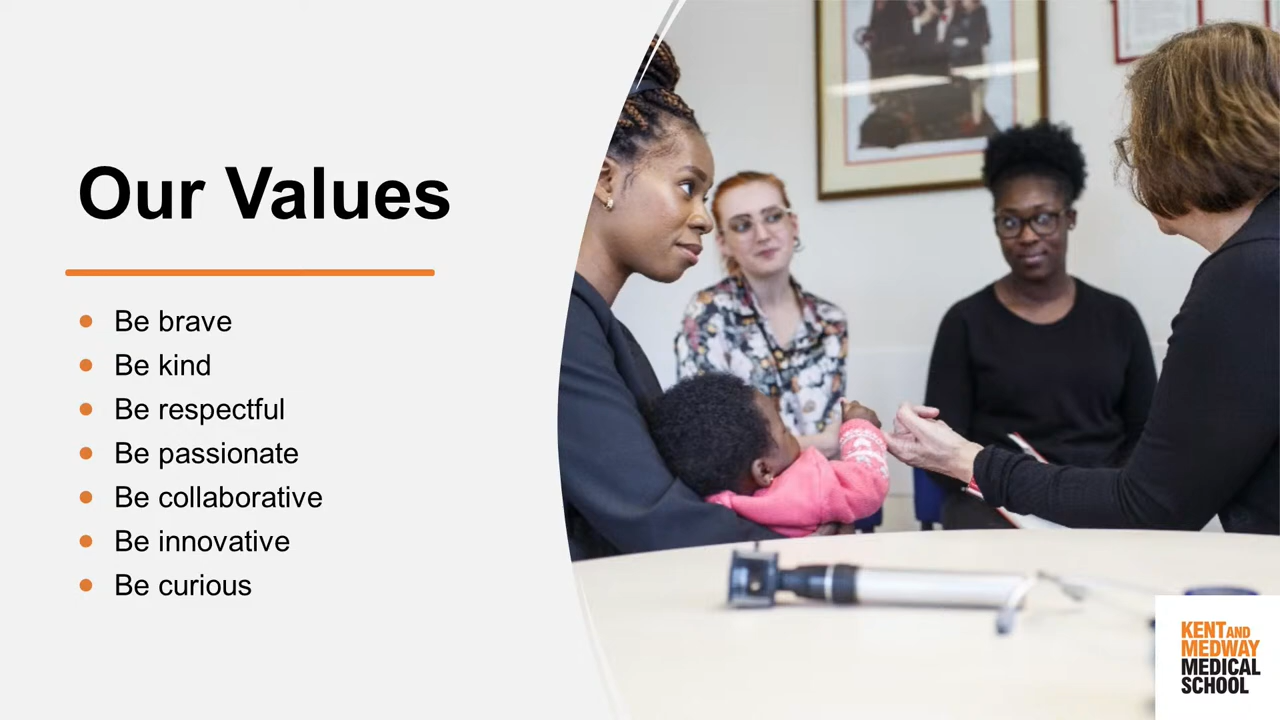 Our Values
Be brave
Be kind
Be respectful
Be passionate
Be collaborative
Be innovative
Be curious
KENT AND
MEDWAY
MEDICAL
SCHOOL